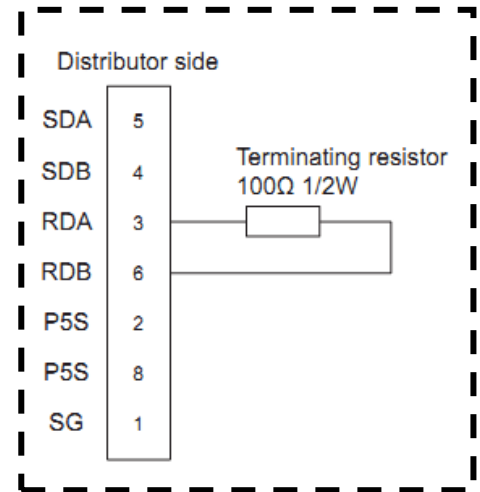 Distributor side
SDA 5
SDB 4
Terminating resistor
100Ω 1/2W
RDA 3
RDB 6
P5S 2
P5S 8
SG 1